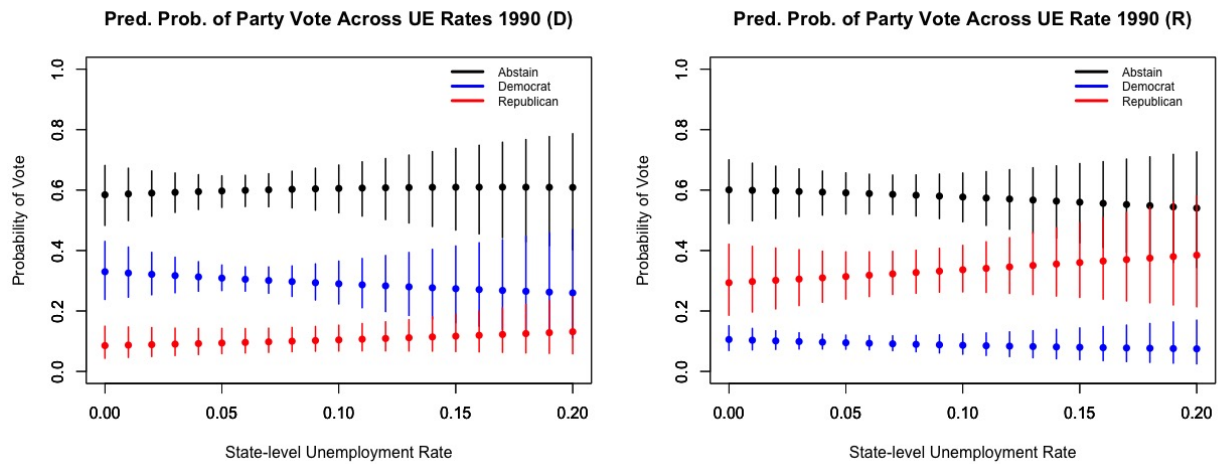 Pred. Prob. of Party Vote Across UE Rates 1990 (D)
Abstain
Democrat
Republican
Probability of Vote
1.0
0.8
0.6
0.4
0.2
0.0
0.00 0.05 0.10 0.15 0.20
State-level Unemployment Rate
Pred. Prob. of Party Vote Across UE Rate 1990 (R)
Abstain
Democrat
Republican
Probability of Vote
1.0
0.8
0.6
0.4
0.2
0.0
0.00 0.05 0.10 0.15 0.20
State-level Unemployment Rate